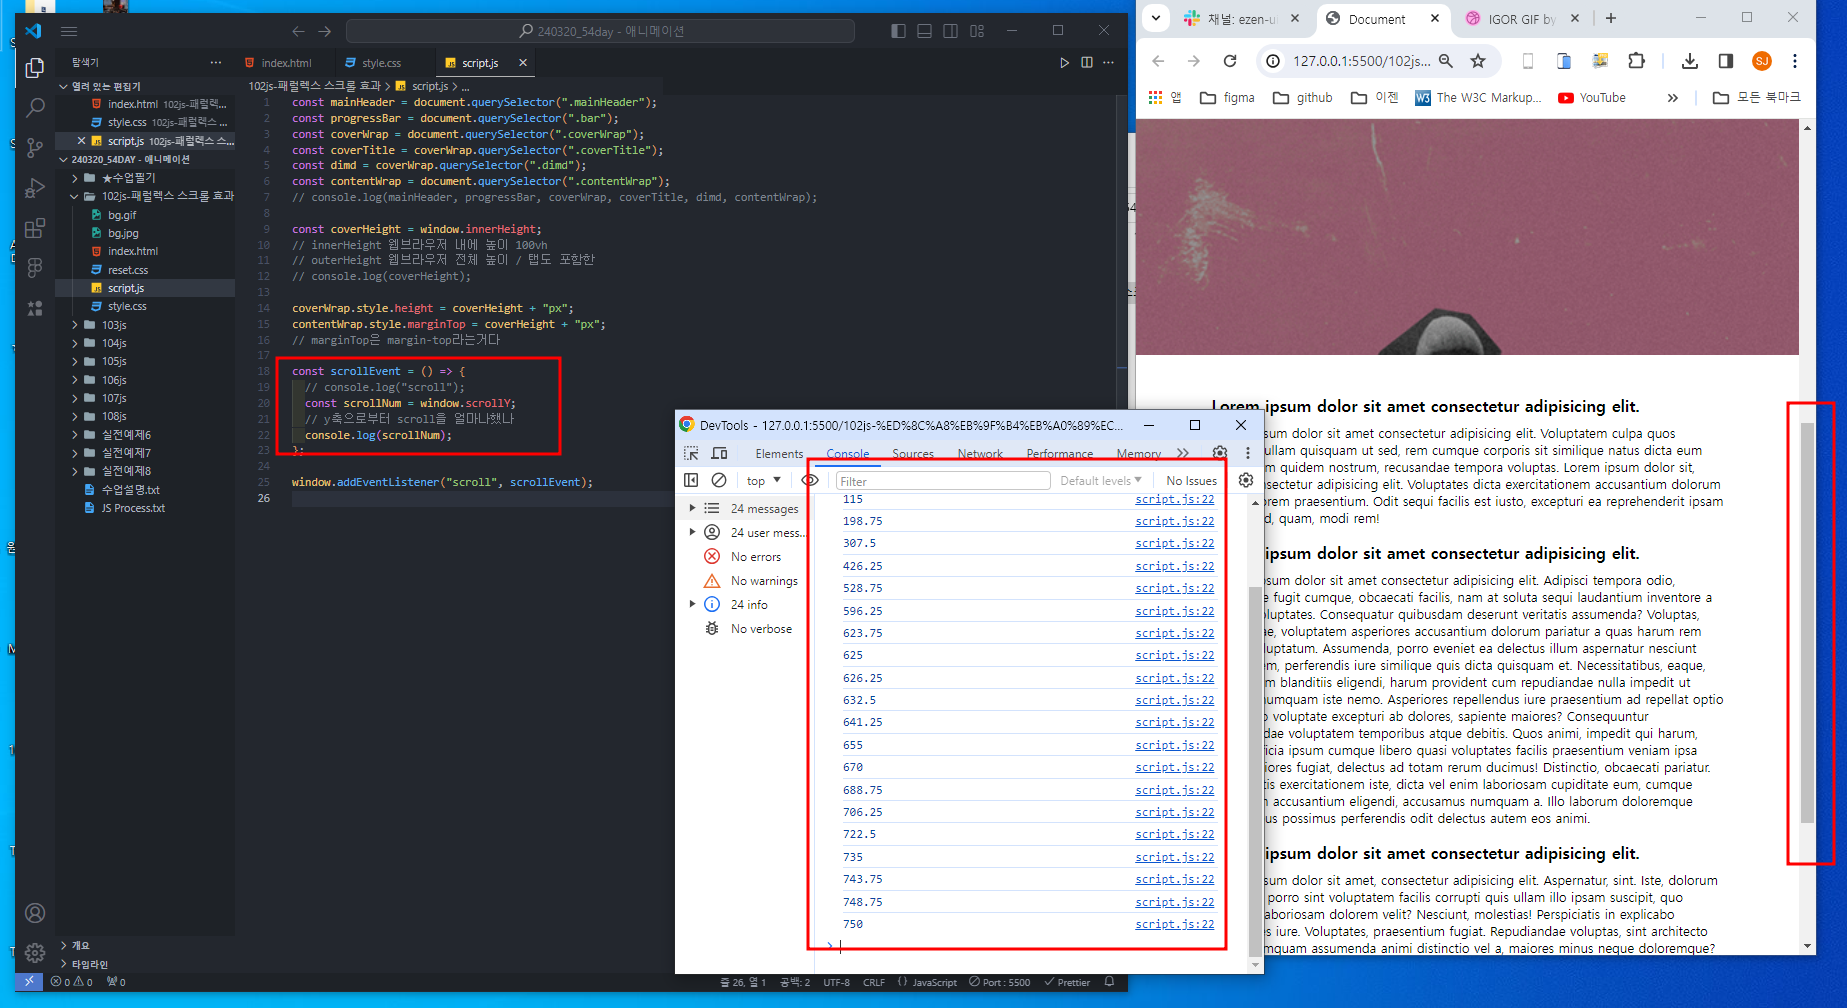 240320_54day - 애니메이션
탐색기
index.html
style.css
script.js
열려 있는 편집기
index.html 102js-패럴렉...
style.css 102js-패럴렉스 ...
script.js 102js-패럴렉스 스...
240320_54DAY - 애니메이션
★수업필기
102js-패럴렉스 스크롤 효과
bg.gif
bg.jpg
index.html
reset.css
script.js
style.css
103js
104js
105js
106js
107js
108js
실전예제6
실전예제7
실전예제8
수업설명.txt
JS Process.txt
개요
타임라인
102js-패럴렉스 스크롤 효과 > script.js > ...
1 const mainHeader = document.querySelector(".mainHeader");
2 const progressBar = document.querySelector(".bar");
3 const coverWrap = document.querySelector(".coverWrap");
4 const coverTitle = coverWrap.querySelector(".coverTitle");
5 const dimd = coverWrap.querySelector(".dimd");
6 const contentWrap = document.querySelector(".contentWrap");
7 // console.log(mainHeader, progressBar, coverWrap, coverTitle, dimd, contentWrap);
8
9 const coverHeight = window.innerHeight;
10 // innerHeight 웹브라우저 내에 높이 100vh
11 // outerHeight 웹브라우저 전체 높이 / 탭도 포함한
12 // console.log(coverHeight);
13
14 coverWrap.style.height = coverHeight + "px";
15 contentWrap.style.marginTop = coverHeight + "px";
16 // marginTop은 margin-top라는거다
17
18 const scrollEvent = () => {
19 // console.log("scroll");
20 const scrollNum = window.scrollY;
21 // y축으로부터 scroll을 얼마나했나
22 console.log(scrollNum);
23 };
24
25 window.addEventListener("scroll", scrollEvent);
26
0 0 0
줄 26, 열 1 공백: 2 UTF-8 CRLF {} JavaScript Port : 5500 Prettier
DevTools - 127.0.0.1:5500/102js-%ED%8C%A8%EB%9F%B4%EB%A0%89%EC...
Elements Console Sources Network Performance Memory
top Filter Default levels No Issues
24 messages
24 user mess...
No errors
No warnings
24 info
No verbose
115 script.js:22
198.75 script.js:22
307.5 script.js:22
426.25 script.js:22
528.75 script.js:22
596.25 script.js:22
623.75 script.js:22
625 script.js:22
626.25 script.js:22
632.5 script.js:22
641.25 script.js:22
655 script.js:22
670 script.js:22
688.75 script.js:22
706.25 script.js:22
722.5 script.js:22
735 script.js:22
743.75 script.js:22
748.75 script.js:22
750 script.js:22
채널: ezen-u
Document
IGOR GIF by
127.0.0.1:5500/102js...
SJ
앱 figma github 이젠 The W3C Markup... YouTube » 모든 북마크
Lorem ipsum dolor sit amet consectetur adipisicing elit.
sum dolor sit amet consectetur adipisicing elit. Voluptatem culpa quos
ullam quisquam ut sed, rem cumque corporis sit similique natus dicta eum
m quidem nostrum, recusandae tempora voluptas. Lorem ipsum dolor sit,
nsectetur adipisicing elit. Voluptates dicta exercitationem accusantium dolorum
orem praesentium. Odit sequi facilis est iusto, excepturi ea reprehenderit ipsam
d, quam, modi rem!
ipsum dolor sit amet consectetur adipisicing elit.
sum dolor sit amet consectetur adipisicing elit. Adipisci tempora odio,
e fugit cumque, obcaecati facilis, nam at soluta sequi laudantium inventore a
oluptates. Consequatur quibusdam deserunt veritatis assumenda? Voluptas,
ae, voluptatem asperiores accusantium dolorum pariatur a quas harum rem
luptatum. Assumenda, porro eveniet ea delectus illum aspernatur nesciunt
em, perferendis iure similique quis dicta quisquam et. Necessitatibus, eaque,
m blanditiis eligendi, harum provident cum repudiandae nulla impedit ut
numquam iste nemo. Asperiores repellendus iure praesentium ad repellat optio
o voluptate excepturi ab dolores, sapiente maiores? Consequuntur
dae voluptatem temporibus atque debitis. Quos animi, impedit qui harum,
ficia ipsum cumque libero quasi voluptates facilis praesentium veniam ipsa
iores fugiat, delectus ad totam rerum ducimus! Distinctio, obcaecati pariatur.
tis exercitationem iste, dicta vel enim laboriosam cupiditate eum, cumque
n accusantium eligendi, accusamus numquam a. Illo laborum doloremque
us possimus perferendis odit delectus autem eos animi.
ipsum dolor sit amet consectetur adipisicing elit.
sum dolor sit amet, consectetur adipisicing elit. Aspernatur, sint. Iste, dolorum
porro sint voluptatem facilis corrupti quis ullam illo ipsam suscipit, quo
laboriosam dolorem velit? Nesciunt, molestias! Perspiciatis in explicabo
s iure. Voluptates, praesentium fugiat. Repudiandae voluptas, sint architecto
mquam assumenda animi distinctio vel a, maiores minus neque doloremque?